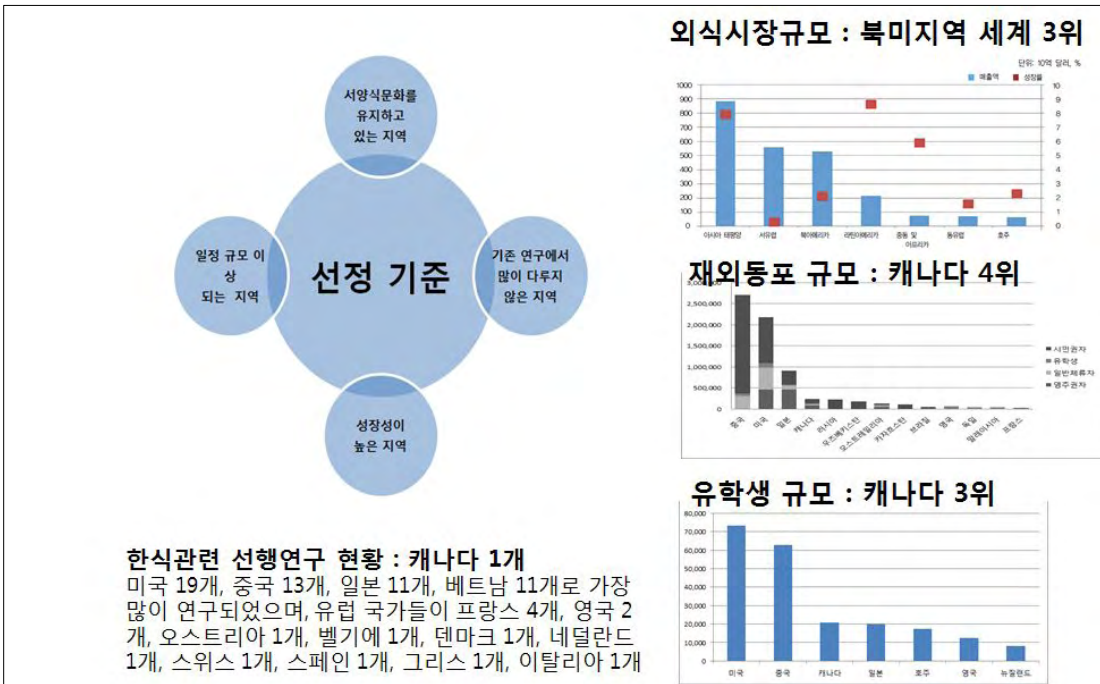 서양식문화를
유지하고
있는 지역
일정 규모 이
상
되는 지역
선정 기준
기존 연구에서
많이 다루지
않은 지역
성장성이
높은 지역
한식관련 선행연구 현황 : 캐나다 1개
미국 19개, 중국 13개, 일본 11개, 베트남 11개로 가장
많이 연구되었으며, 유럽 국가들이 프랑스 4개, 영국 2
개, 오스트리아 1개, 벨기에 1개, 덴마크 1개, 네덜란드
1개, 스위스 1개, 스페인 1개, 그리스 1개, 이탈리아 1개
외식시장규모 : 북미지역 세계 3위
단위: 10억 달러, %
매출액 성장률
1000 10
900 9
800 8
700 7
600 6
500 5
400 4
300 3
200 2
100 1
0 0
아시아 태평양 서유럽 북아메리카 라틴아메리카 중동 및 아프리카 동유럽 호주
재외동포 규모 : 캐나다 4위
3,000,000
2,500,000
2,000,000
1,500,000
1,000,000
500,000
0
시민권자
유학생
일반체류자
영주권자
중국 미국 일본 캐나다 러시아 우즈베키스탄 오스트레일리아 카자흐스탄 브라질 영국 독일 말레이시아 프랑스
유학생 규모 : 캐나다 3위
80,000
70,000
60,000
50,000
40,000
30,000
20,000
10,000
0
미국 중국 캐나다 일본 호주 영국 뉴질랜드